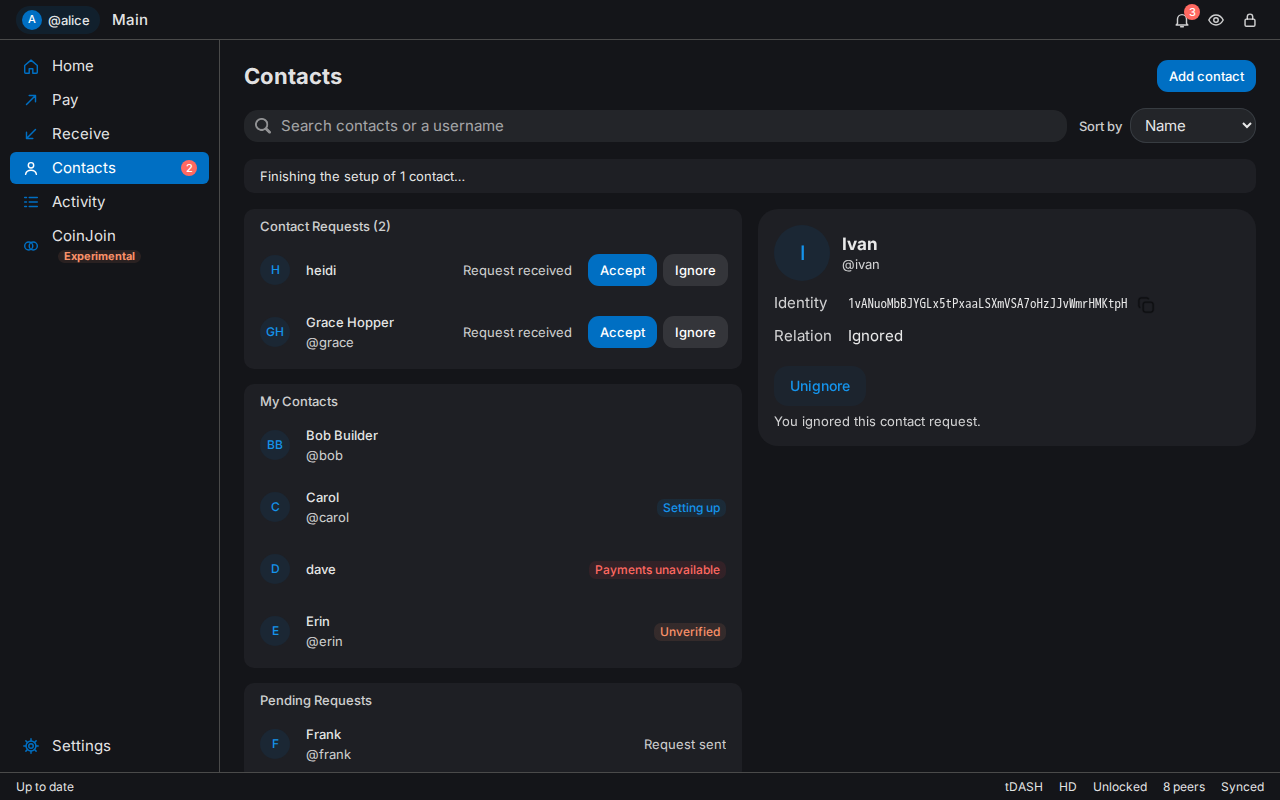 A @alice Main 3
Home
Pay
Receive
Contacts 2
Activity
CoinJoin
Experimental
Settings
Contacts
Add contact
Search contacts or a username
Sort by Name
Finishing the setup of 1 contact...
Contact Requests (2)
H heidi Request received Accept Ignore
GH Grace Hopper
@grace
Request received Accept Ignore
My Contacts
BB Bob Builder
@bob
C Carol
@carol
Setting up
D dave Payments unavailable
E Erin
@erin
Unverified
Pending Requests
F Frank
@frank
Request sent
I Ivan
@ivan
Identity 1vANuoMbBJYGLx5tPxaaLSXmVSA7oHzJJvWmrHMKtpH
Relation Ignored
Unignore
You ignored this contact request.
Up to date tDASH HD Unlocked 8 peers Synced